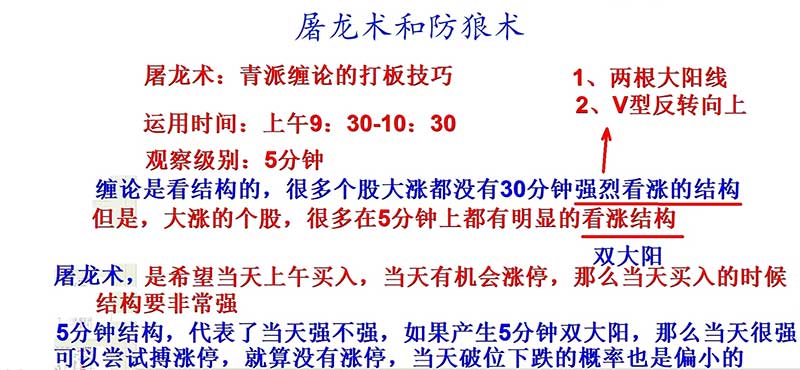 屠龙术和防狼术
屠龙术：青派缠论的打板技巧
1、两根大阳线
2、V型反转向上
运用时间：上午9：30-10：30
观察级别：5分钟
缠论是看结构的，很多个股大涨都没有30分钟强烈看涨的结构
但是，大涨的个股，很多在5分钟上都有明显的看涨结构
双大阳
屠龙术，是希望当天上午买入，当天有机会涨停，那么当天买入的时候
结构要非常强
5分钟结构，代表了当天强不强，如果产生5分钟双大阳，那么当天很强
可以尝试搏涨停，就算没有涨停，当天破位下跌的概率也是偏小的